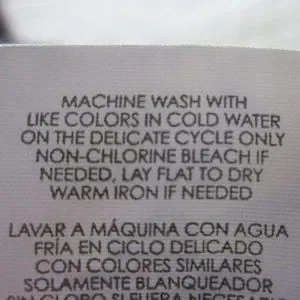 MACHINE WASH WITH
LIKE COLORS IN COLD WATER
ON THE DELICATE CYCLE ONLY
NON-CHLORINE BLEACH IF
NEEDED, LAY FLAT TO DRY
WARM IRON IF NEEDED
LAVAR A MÁQUINA CON AGUA
FRÍA EN CICLO DELICADO
CON COLORES SIMILARES
SOLAMENTE BLANQUEADOR